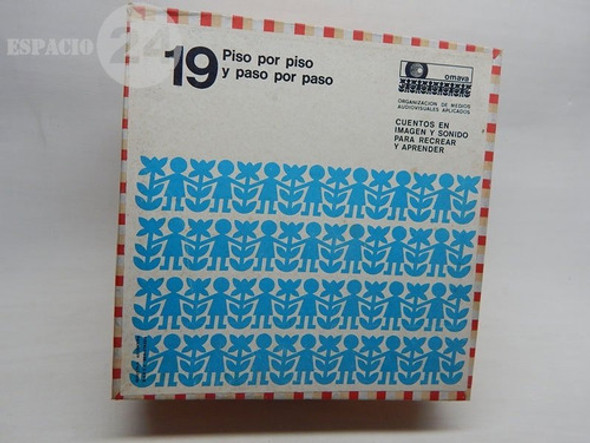 ESPACIO 24
19 Piso por piso
y paso por paso
omava
ORGANIZACION DE MEDIOS
AUDIOVISUALES APLICADOS
CUENTOS EN
IMAGEN Y SONIDO
PARA RECREAR
Y APRENDER